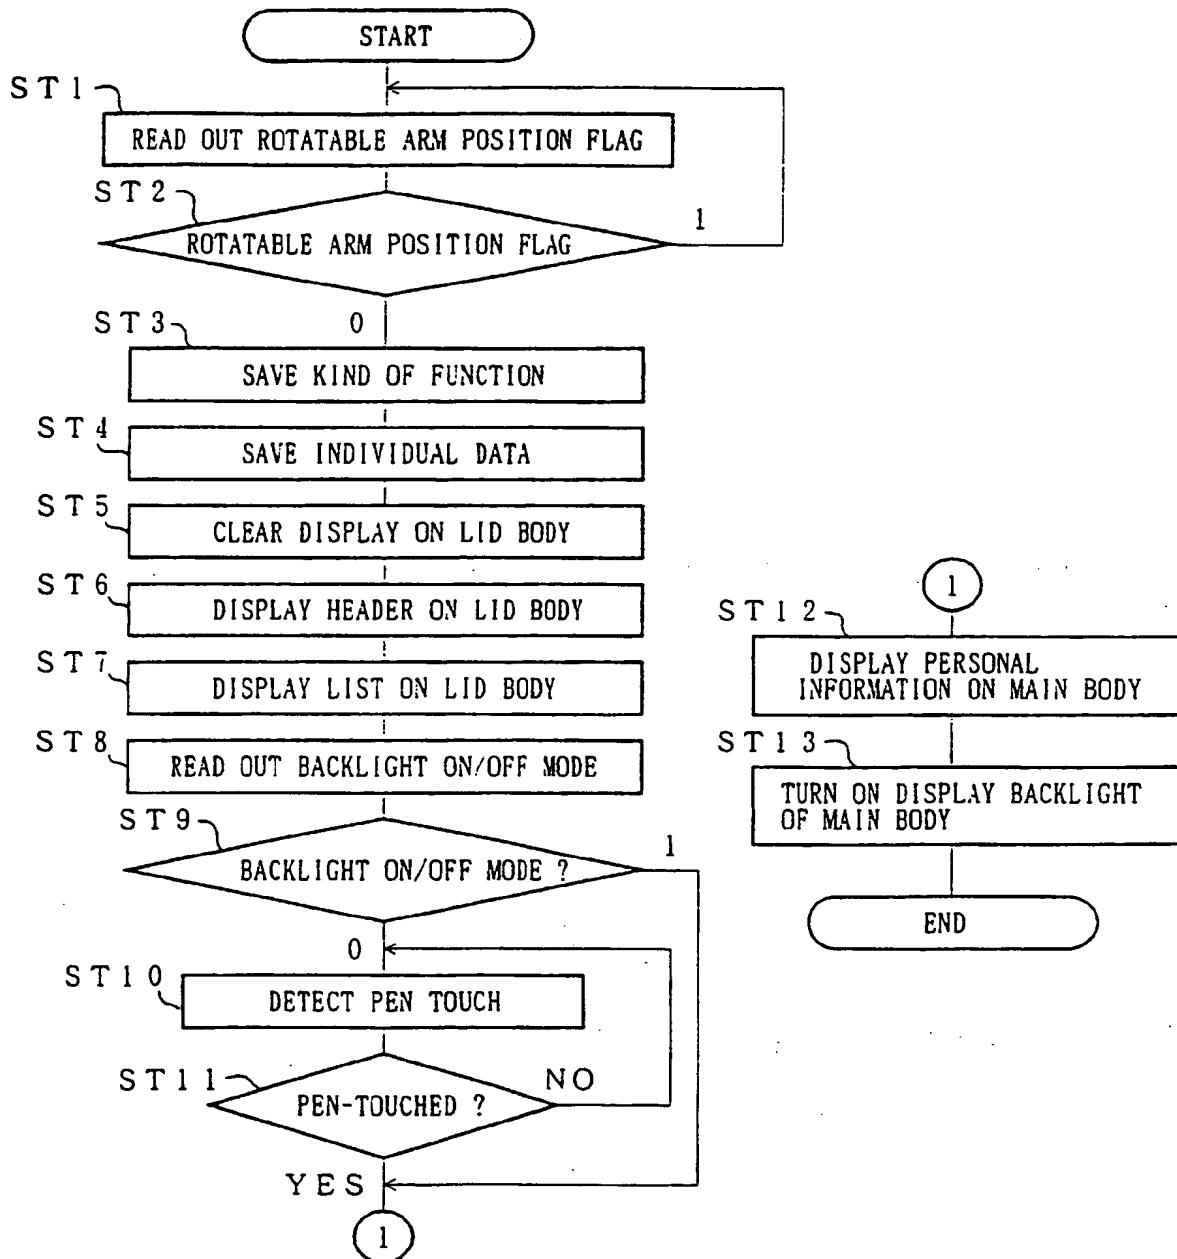 START
ST1
READ OUT ROTATABLE ARM POSITION FLAG
ST2
1
ROTATABLE ARM POSITION FLAG
0
ST3
SAVE KIND OF FUNCTION
ST4
SAVE INDIVIDUAL DATA
ST5
CLEAR DISPLAY ON LID BODY
ST6
DISPLAY HEADER ON LID BODY
ST7
DISPLAY LIST ON LID BODY
ST8
READ OUT BACKLIGHT ON/OFF MODE
ST9
1
BACKLIGHT ON/OFF MODE ?
0
ST10
DETECT PEN TOUCH
ST11
NO
PEN-TOUCHED ?
YES
1
1
ST12
DISPLAY PERSONAL
INFORMATION ON MAIN BODY
ST13
TURN ON DISPLAY BACKLIGHT
OF MAIN BODY
END